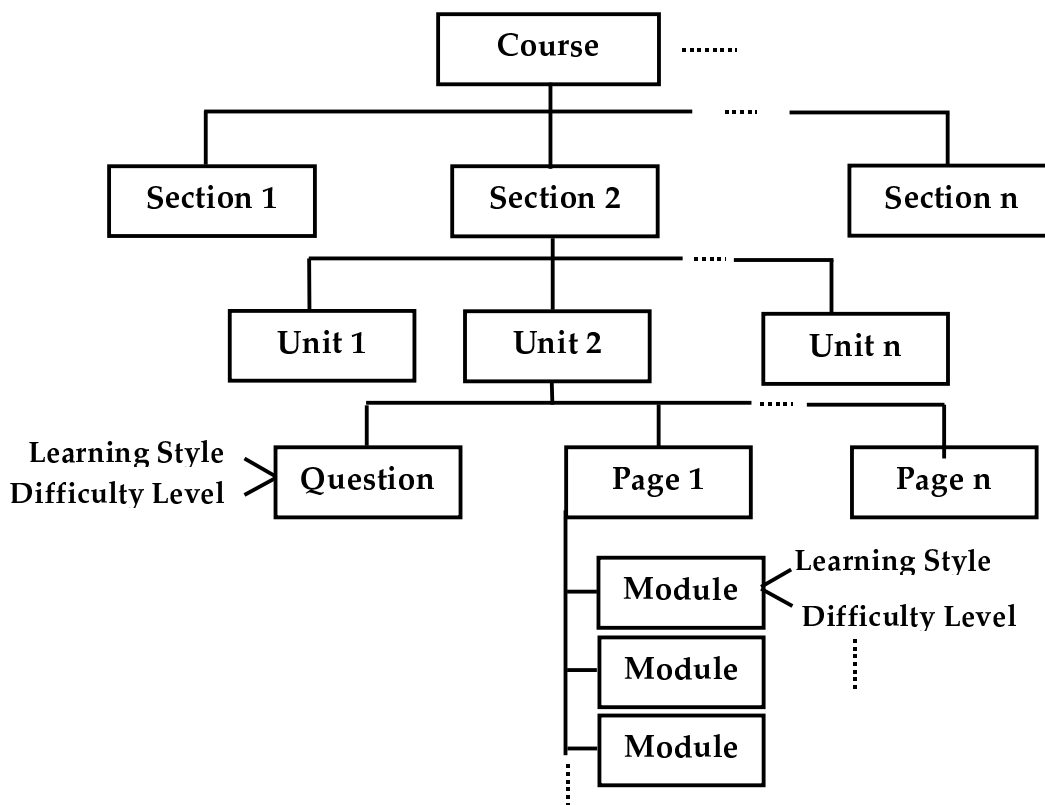 Course
Section 1
Section 2
Section n
Unit 1
Unit 2
Unit n
Learning Style
Difficulty Level
Question
Page 1
Page n
Module
Learning Style
Difficulty Level
Module
Module